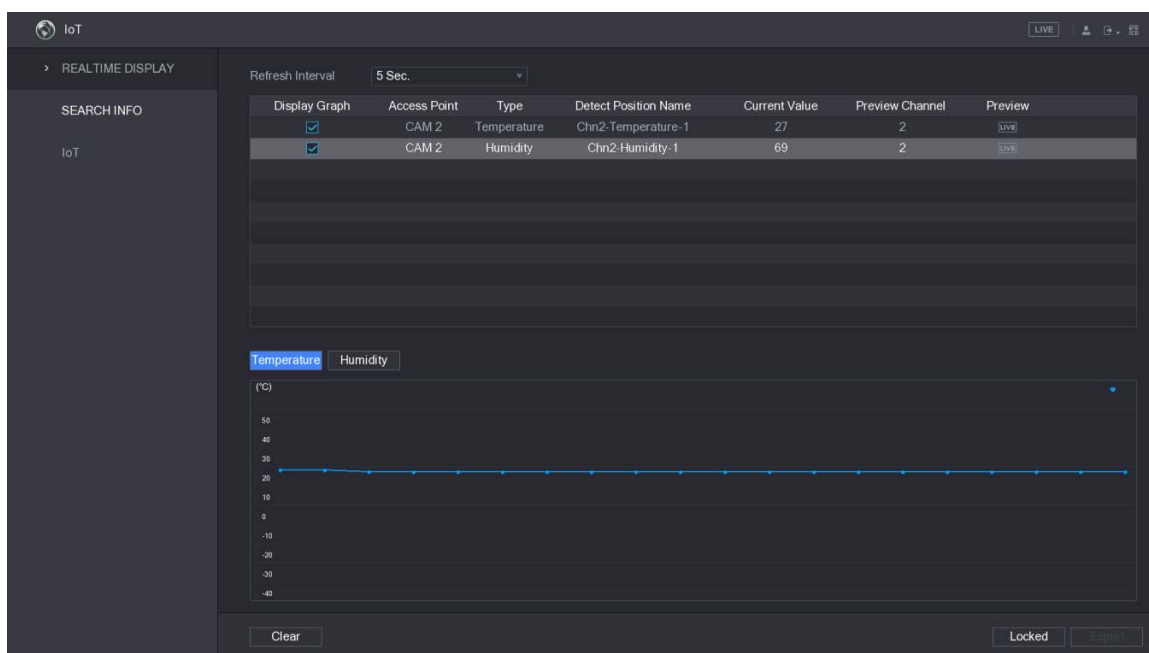 IoT LIVE
REALTIME DISPLAY
SEARCH INFO
IoT
Refresh Interval 5 Sec.
Display Graph Access Point Type Detect Position Name Current Value Preview Channel Preview
CAM 2 Temperature Chn2-Temperature-1 27 2 LIVE
CAM 2 Humidity Chn2-Humidity-1 69 2 LIVE
Temperature Humidity
(°C)
50
40
30
20
10
0
-10
-20
-30
-40
Clear Locked Export